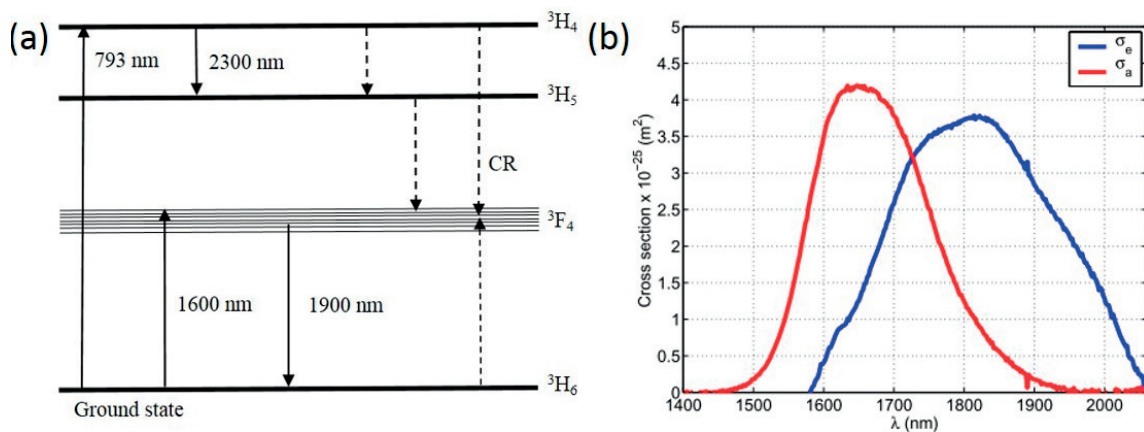 (a)
³H₄
793 nm
2300 nm
³H₅
CR
³F₄
1600 nm
1900 nm
³H₆
Ground state
(b)
5
4.5
4
3.5
3
2.5
2
1.5
1
0.5
0
Cross section x 10⁻²⁵ (m²)
σₑ
σₐ
1400 1500 1600 1700 1800 1900 2000
λ (nm)